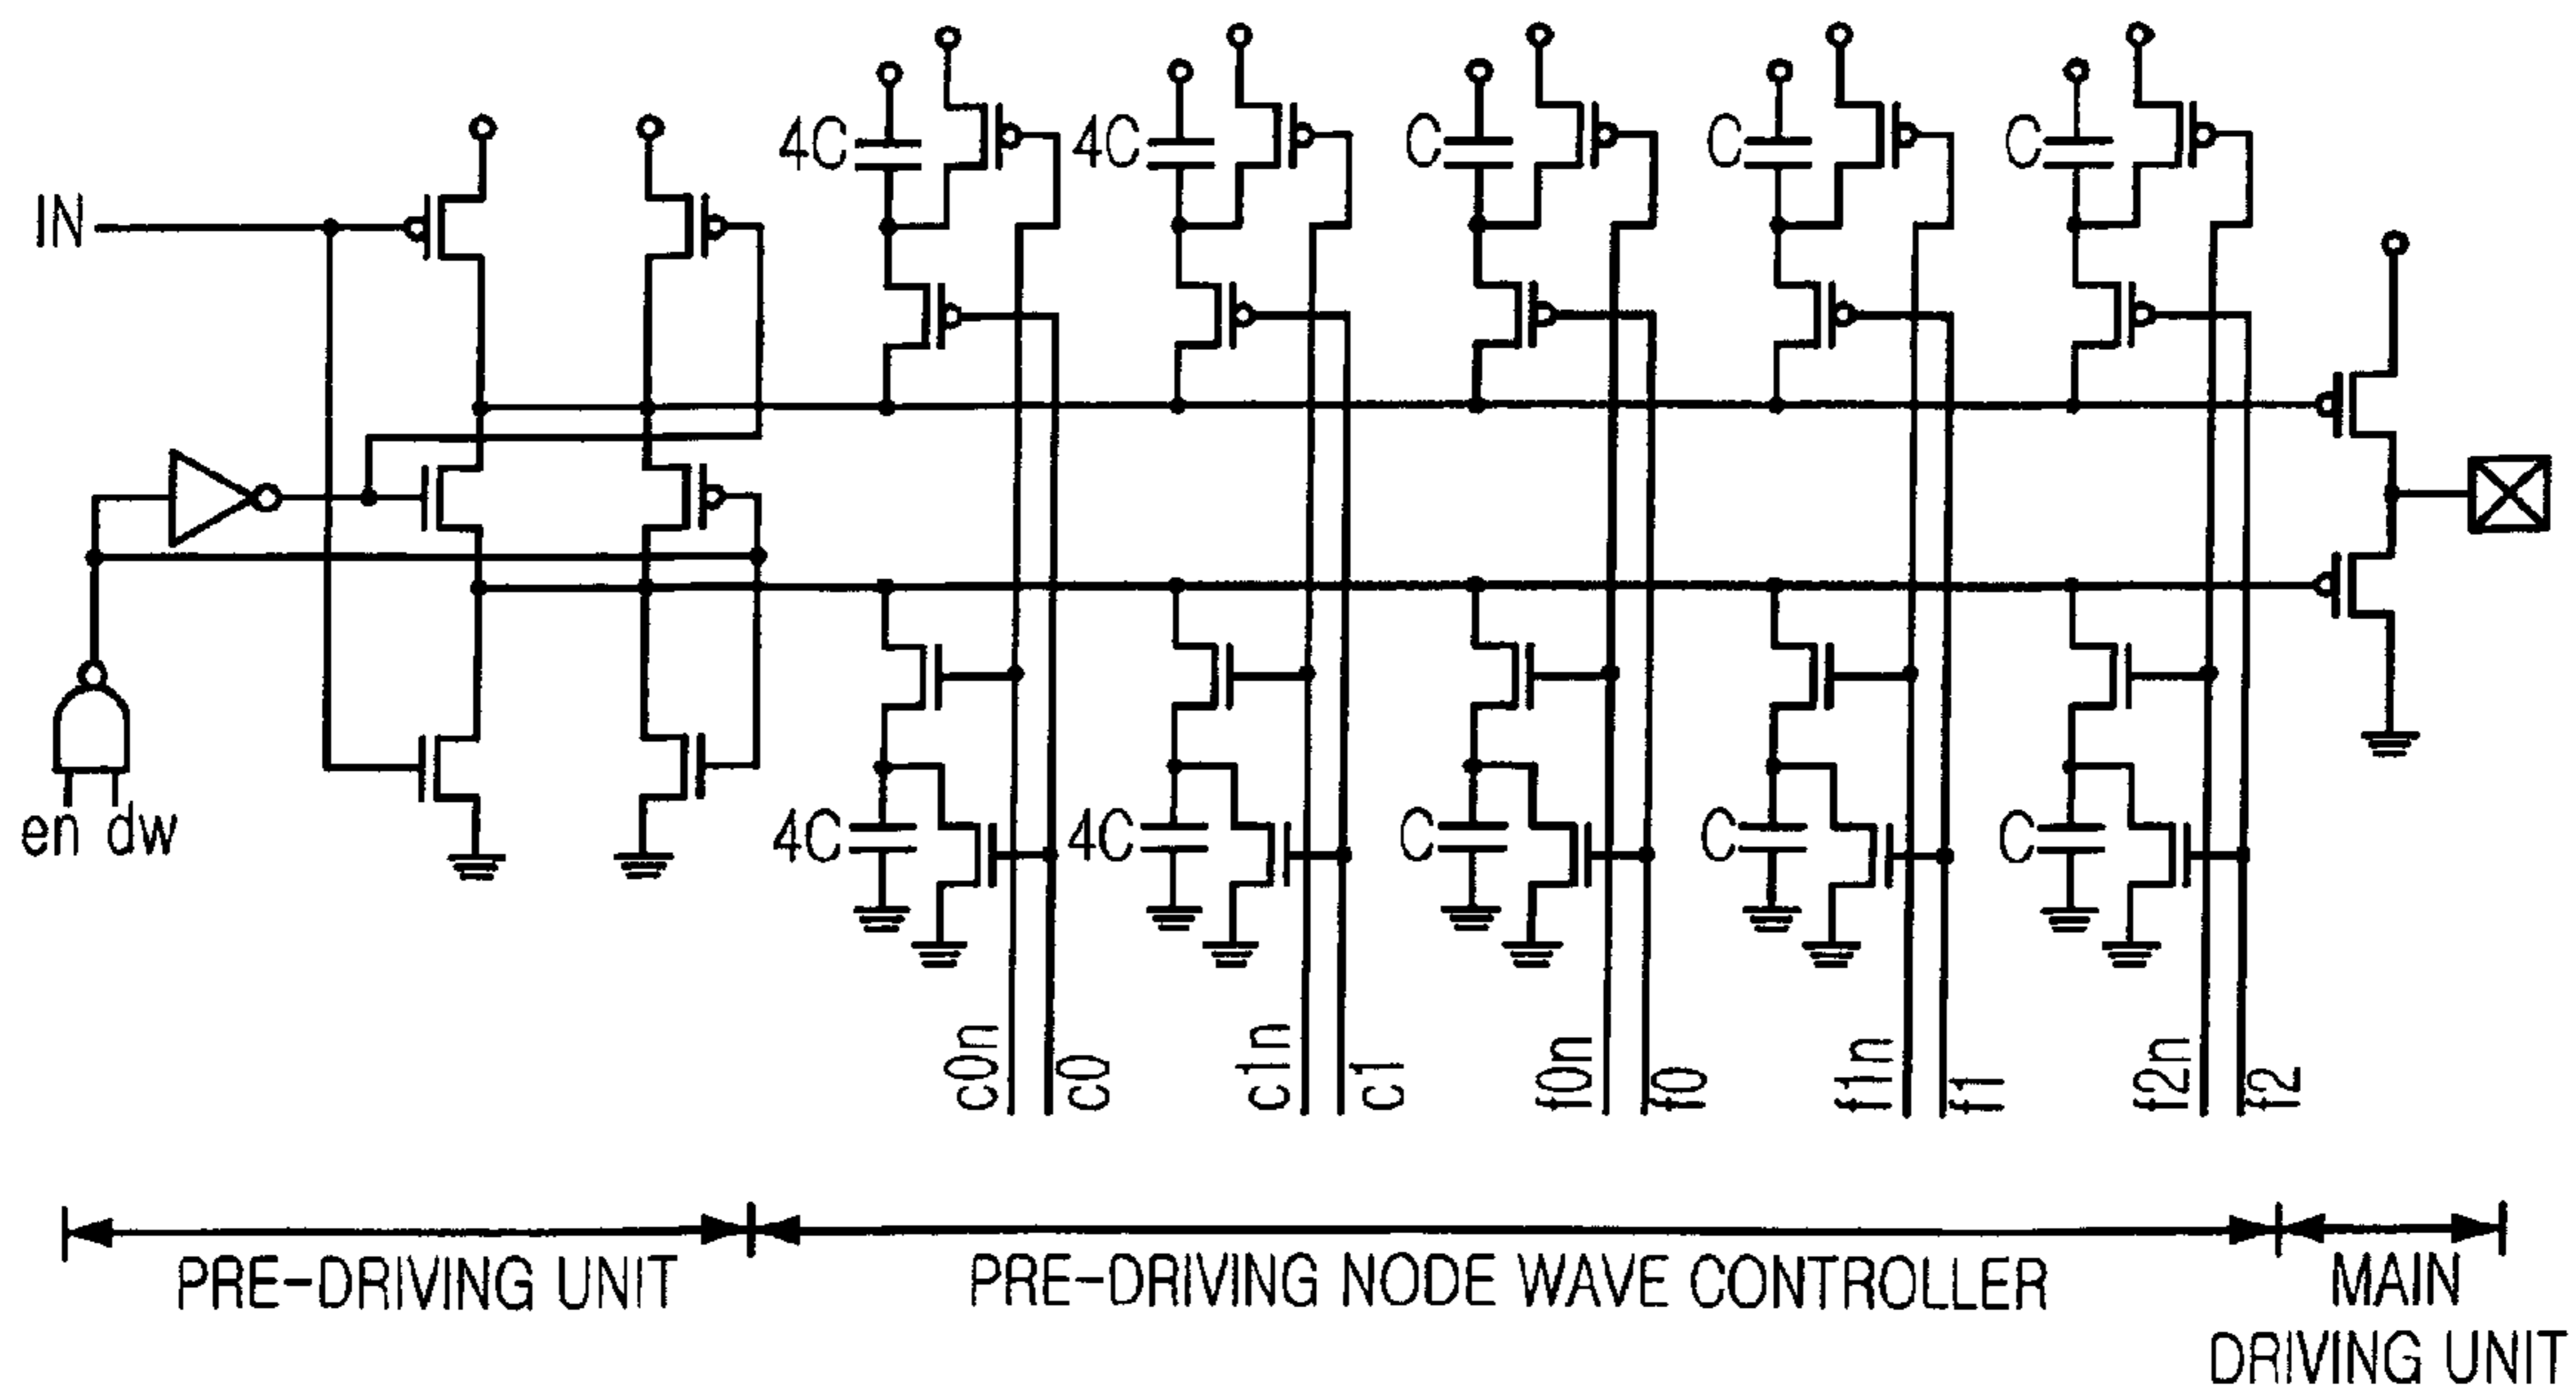 4C 4C C C C
IN
en dw
4C 4C C C C
c0n c0 c1n c1 f0n f0 f1n f1 f2n f2
PRE-DRIVING UNIT
PRE-DRIVING NODE WAVE CONTROLLER
MAIN
DRIVING UNIT